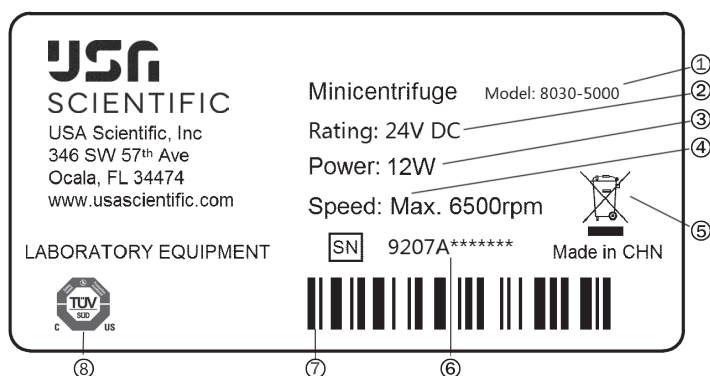 USA
SCIENTIFIC
USA Scientific, Inc
346 SW 57th Ave
Ocala, FL 34474
www.usascientific.com
LABORATORY EQUIPMENT
TÜV
SÜD
C US
⑧
Minicentrifuge Model: 8030-5000 ①
Rating: 24V DC ②
Power: 12W ③
Speed: Max. 6500rpm ④
⑤
SN 9207A******* Made in CHN
⑦ ⑥